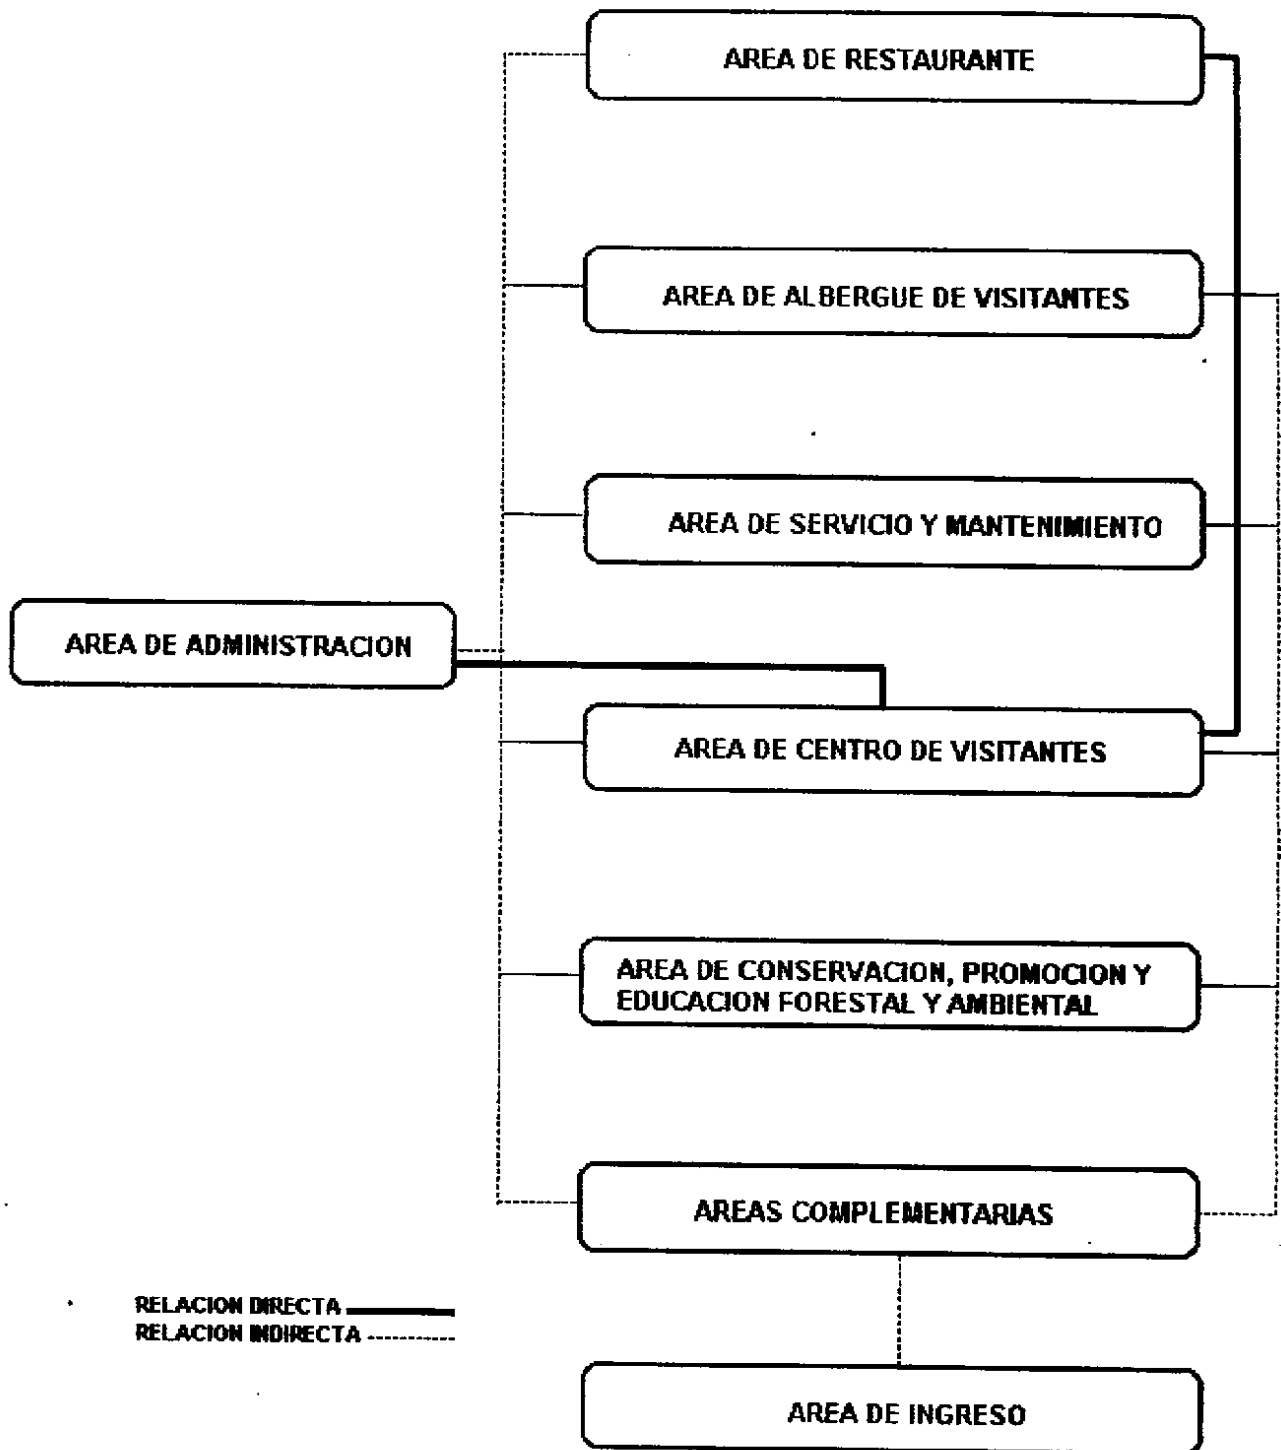 AREA DE RESTAURANTE
AREA DE ALBERGUE DE VISITANTES
AREA DE SERVICIO Y MANTENIMIENTO
AREA DE ADMINISTRACION
AREA DE CENTRO DE VISITANTES
AREA DE CONSERVACION, PROMOCION Y
EDUCACION FORESTAL Y AMBIENTAL
AREAS COMPLEMENTARIAS
RELACION DIRECTA
RELACION INDIRECTA
AREA DE INGRESO